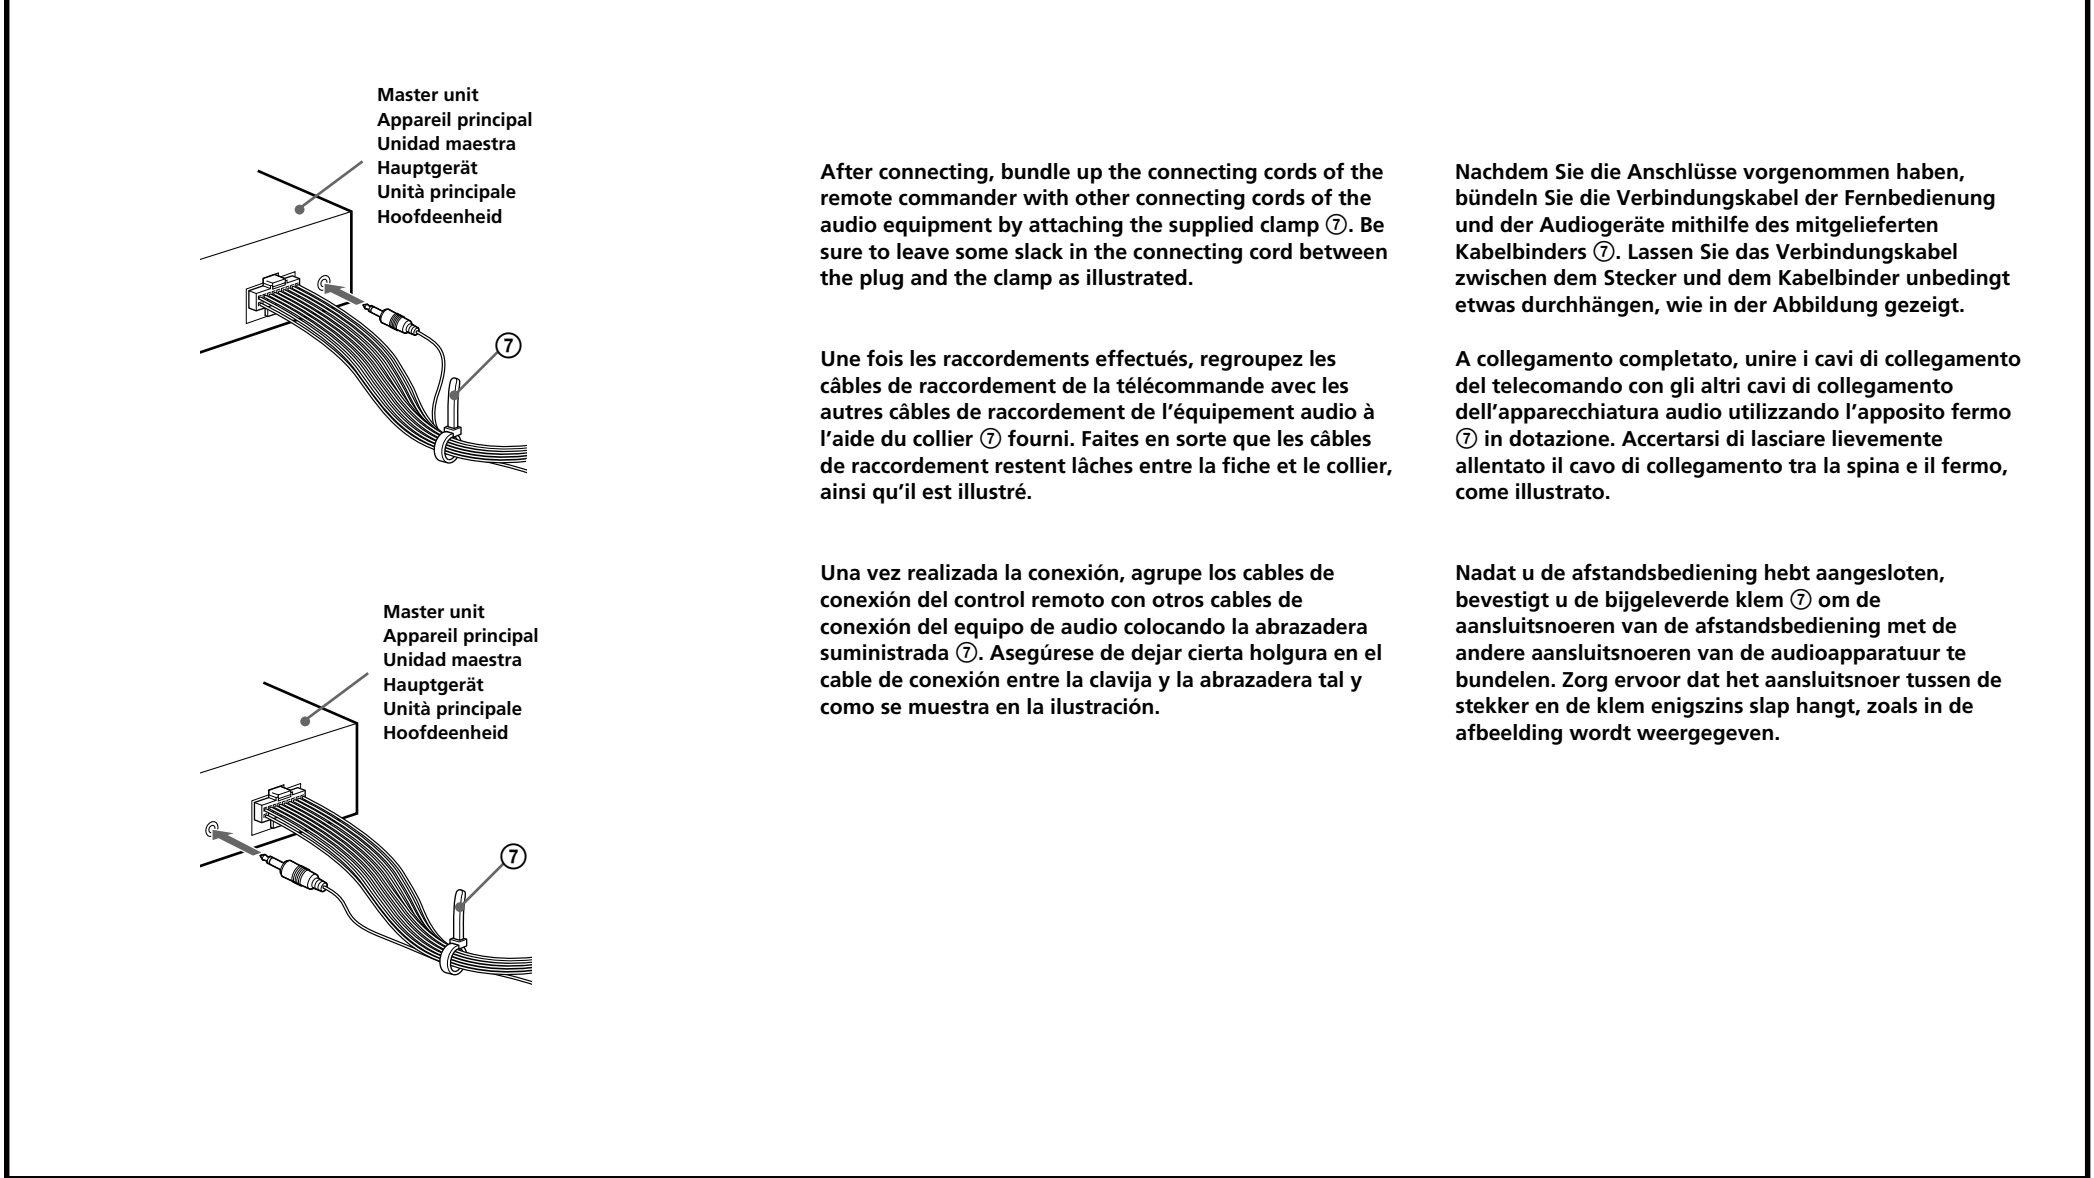 Master unit
Appareil principal
Unidad maestra
Hauptgerät
Unità principale
Hoofdeenheid
⑦
Master unit
Appareil principal
Unidad maestra
Hauptgerät
Unità principale
Hoofdeenheid
⑦
After connecting, bundle up the connecting cords of the
remote commander with other connecting cords of the
audio equipment by attaching the supplied clamp ⑦. Be
sure to leave some slack in the connecting cord between
the plug and the clamp as illustrated.
Une fois les raccordements effectués, regroupez les
câbles de raccordement de la télécommande avec les
autres câbles de raccordement de l’équipement audio à
l’aide du collier ⑦ fourni. Faites en sorte que les câbles
de raccordement restent lâches entre la fiche et le collier,
ainsi qu’il est illustré.
Una vez realizada la conexión, agrupe los cables de
conexión del control remoto con otros cables de
conexión del equipo de audio colocando la abrazadera
suministrada ⑦. Asegúrese de dejar cierta holgura en el
cable de conexión entre la clavija y la abrazadera tal y
como se muestra en la ilustración.
Nachdem Sie die Anschlüsse vorgenommen haben,
bündeln Sie die Verbindungskabel der Fernbedienung
und der Audiogeräte mithilfe des mitgelieferten
Kabelbinders ⑦. Lassen Sie das Verbindungskabel
zwischen dem Stecker und dem Kabelbinder unbedingt
etwas durchhängen, wie in der Abbildung gezeigt.
A collegamento completato, unire i cavi di collegamento
del telecomando con gli altri cavi di collegamento
dell’apparecchiatura audio utilizzando l’apposito fermo
⑦ in dotazione. Accertarsi di lasciare lievemente
allentato il cavo di collegamento tra la spina e il fermo,
come illustrato.
Nadat u de afstandsbediening hebt aangesloten,
bevestigt u de bijgeleverde klem ⑦ om de
aansluitsnoeren van de afstandsbediening met de
andere aansluitsnoeren van de audioapparatuur te
bundelen. Zorg ervoor dat het aansluitsnoer tussen de
stekker en de klem enigszins slap hangt, zoals in de
afbeelding wordt weergegeven.